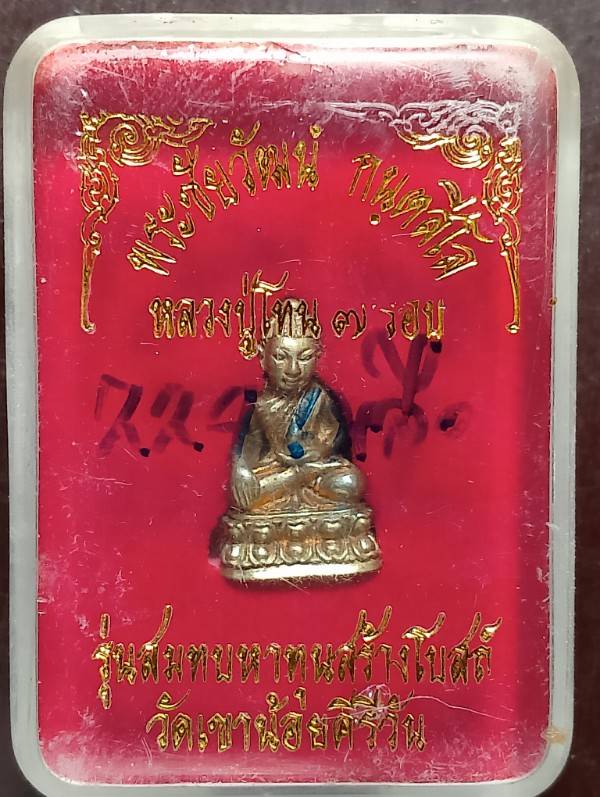 พระชัยวัฒน์ กนฺตสีโล
หลวงปู่โทน ๗ รอบ
รุ่นสมทบหาทุนสร้างโบสถ์
วัดเขาน้อยคีรีวัน